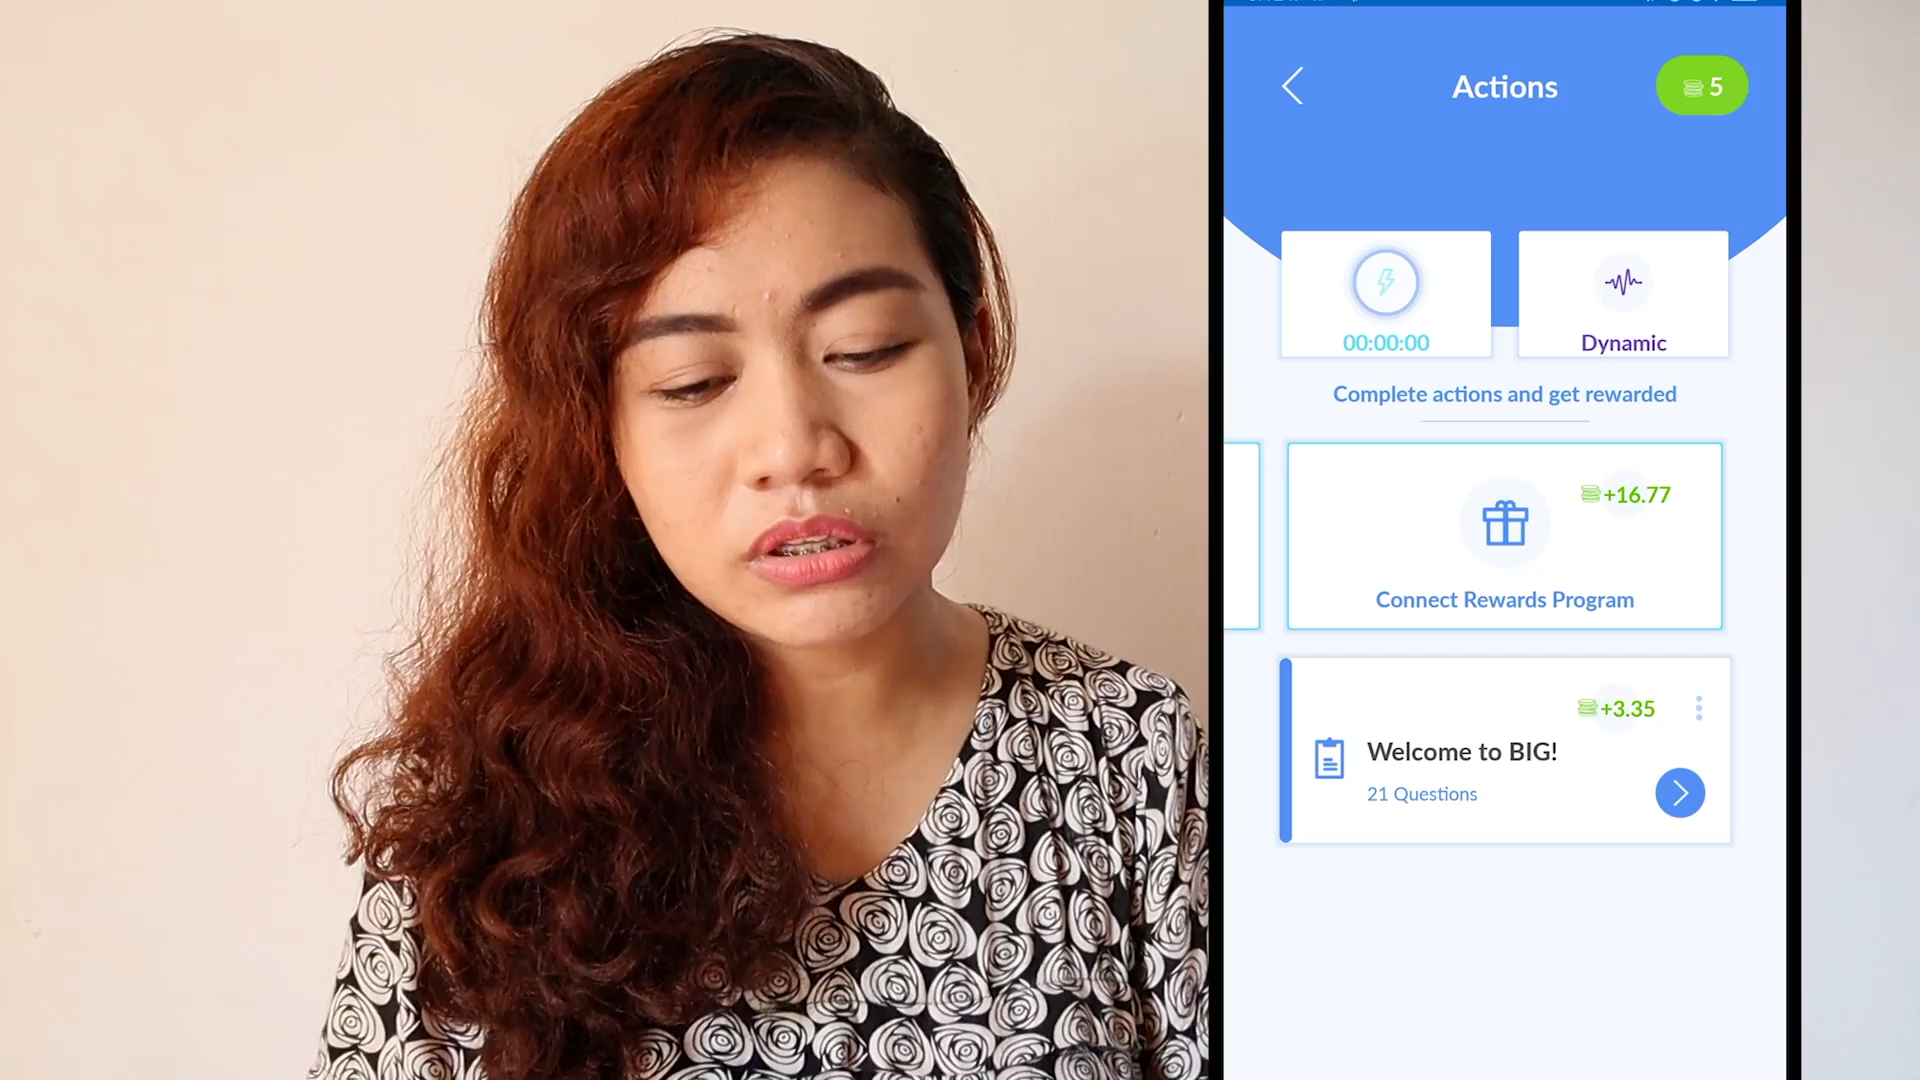 Actions
5
00:00:00
Dynamic
Complete actions and get rewarded
+16.77
Connect Rewards Program
+3.35
Welcome to BIG!
21 Questions